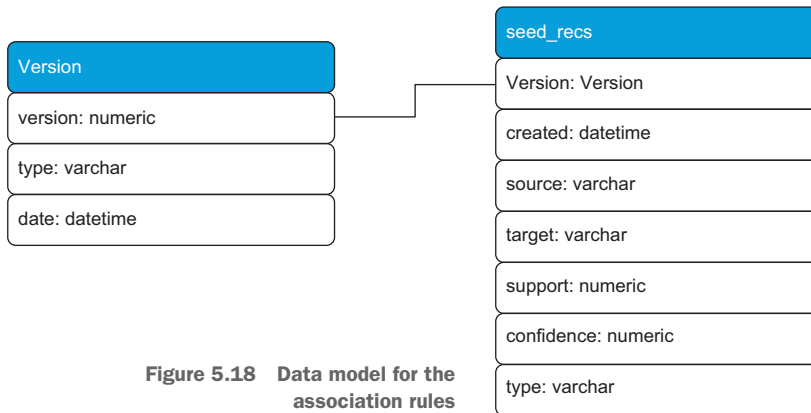 Version
version: numeric
type: varchar
date: datetime
seed_recs
Version: Version
created: datetime
source: varchar
target: varchar
support: numeric
confidence: numeric
type: varchar
Figure 5.18 Data model for the
association rules